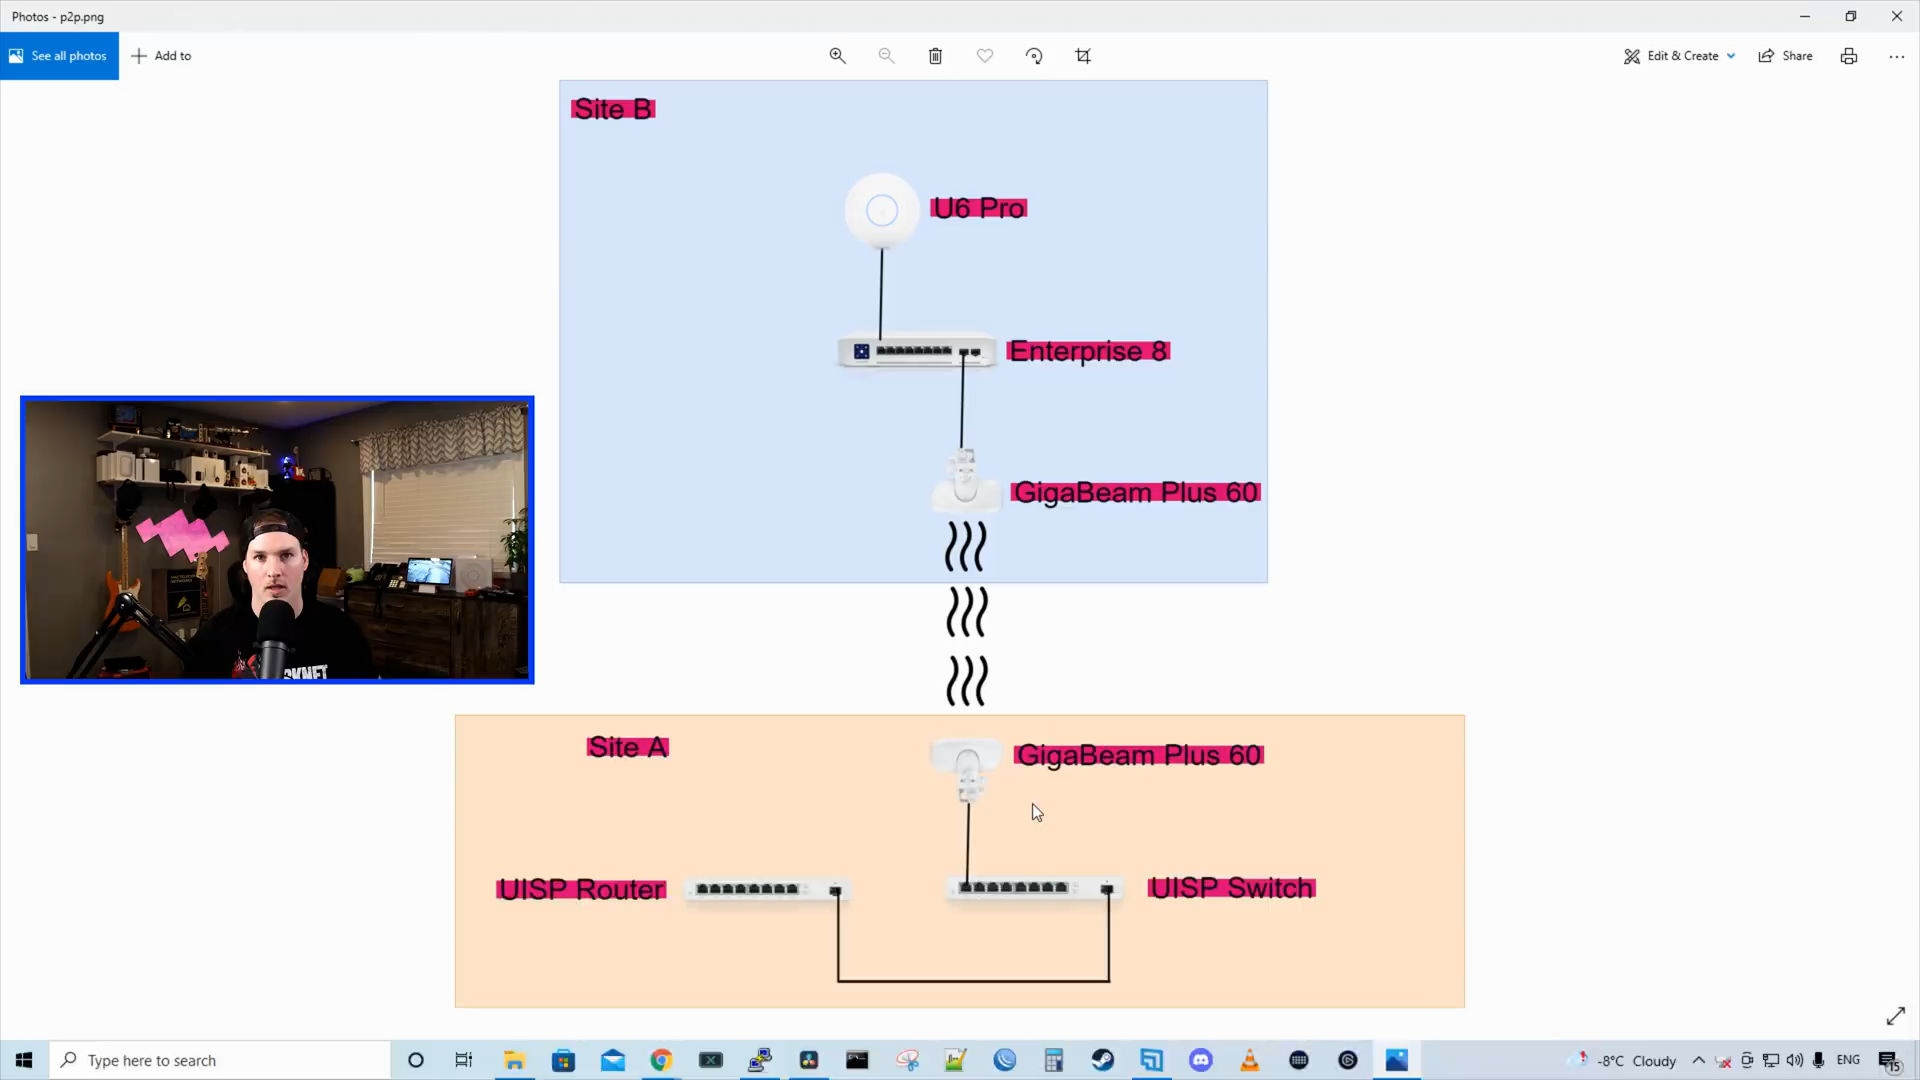 Photos - p2p.png
See all photos
Add to
Edit & Create
Share
Site B
U6 Pro
Enterprise 8
GigaBeam Plus 60
Site A
GigaBeam Plus 60
UISP Router
UISP Switch
Type here to search
-8°C Cloudy
ENG
15